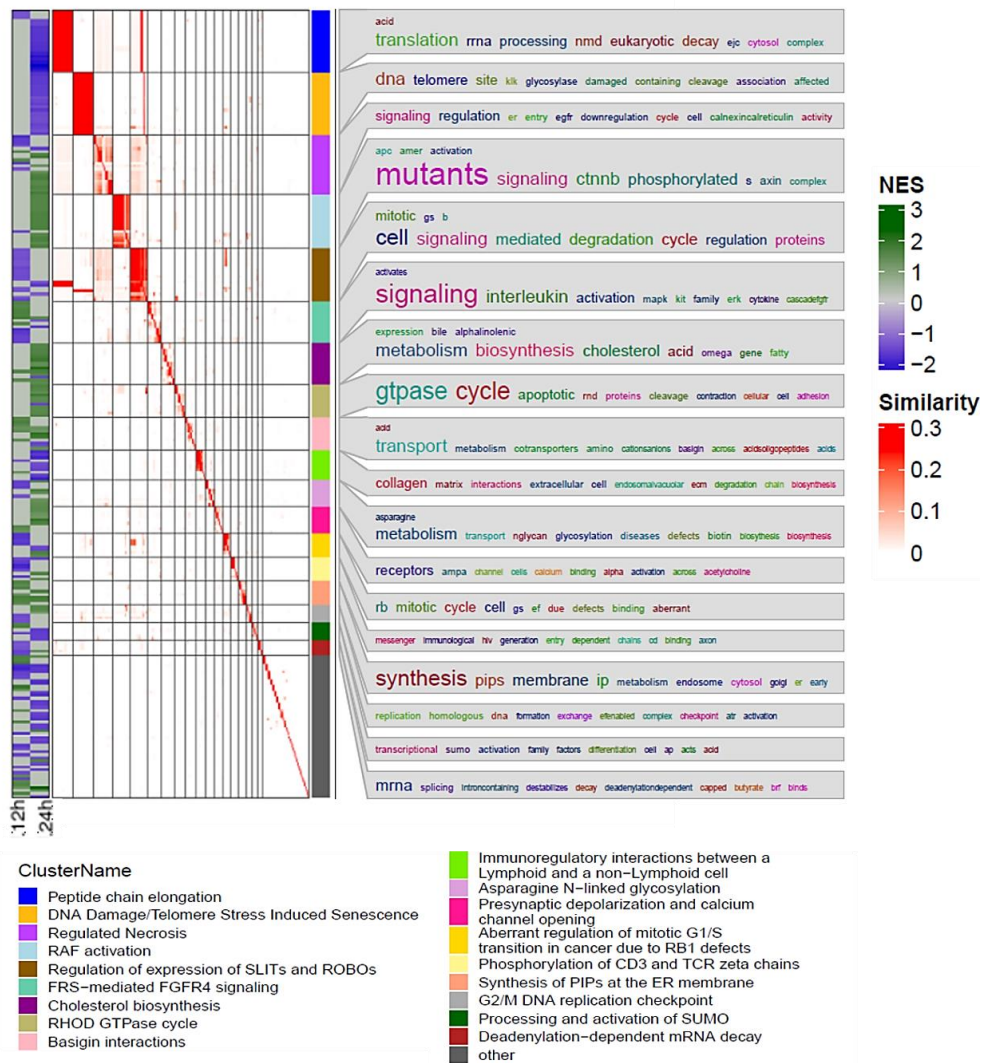 acid
translation rrna processing nmd eukaryotic decay ejc cytosol complex
dna telomere site klk glycosylase damaged containing cleavage association affected
signaling regulation er entry egfr downregulation cycle cell calnexincalreticulin activity
apc amer activation
mutants signaling ctnnb phosphorylated s axin complex
mitotic gs b
cell signaling mediated degradation cycle regulation proteins
activates
signaling interleukin activation mapk kit family erk cytokine cascadefgfr
expression bile alphalinolenic
metabolism biosynthesis cholesterol acid omega gene fatty
gtpase cycle apoptotic rnd proteins cleavage contraction cellular cell adhesion
acid
transport metabolism cotransporters amino cationsanions basigin across acidsoligopeptides acids
collagen matrix interactions extracellular cell endosomalvacuolar ecm degradation chain biosynthesis
asparagine
metabolism transport nglycan glycosylation diseases defects biotin biosythesis biosynthesis
receptors ampa channel cells calcium binding alpha activation across acetylcholine
rb mitotic cycle cell gs ef due defects binding aberrant
messenger immunological hiv generation entry dependent chains cd binding axon
synthesis pips membrane ip metabolism endosome cytosol golgi er early
replication homologous dna formation exchange efenabled complex checkpoint atr activation
transcriptional sumo activation family factors differentiation cell ap acts acid
mrna splicing introncontaining destabilizes decay deadenylationdependent capped butyrate brf binds
NES
3
2
1
0
−1
−2
Similarity
0.3
0.2
0.1
0
12h
24h
ClusterName
Peptide chain elongation
DNA Damage/Telomere Stress Induced Senescence
Regulated Necrosis
RAF activation
Regulation of expression of SLITs and ROBOs
FRS−mediated FGFR4 signaling
Cholesterol biosynthesis
RHOD GTPase cycle
Basigin interactions
Immunoregulatory interactions between a
Lymphoid and a non−Lymphoid cell
Asparagine N−linked glycosylation
Presynaptic depolarization and calcium
channel opening
Aberrant regulation of mitotic G1/S
transition in cancer due to RB1 defects
Phosphorylation of CD3 and TCR zeta chains
Synthesis of PIPs at the ER membrane
G2/M DNA replication checkpoint
Processing and activation of SUMO
Deadenylation−dependent mRNA decay
other